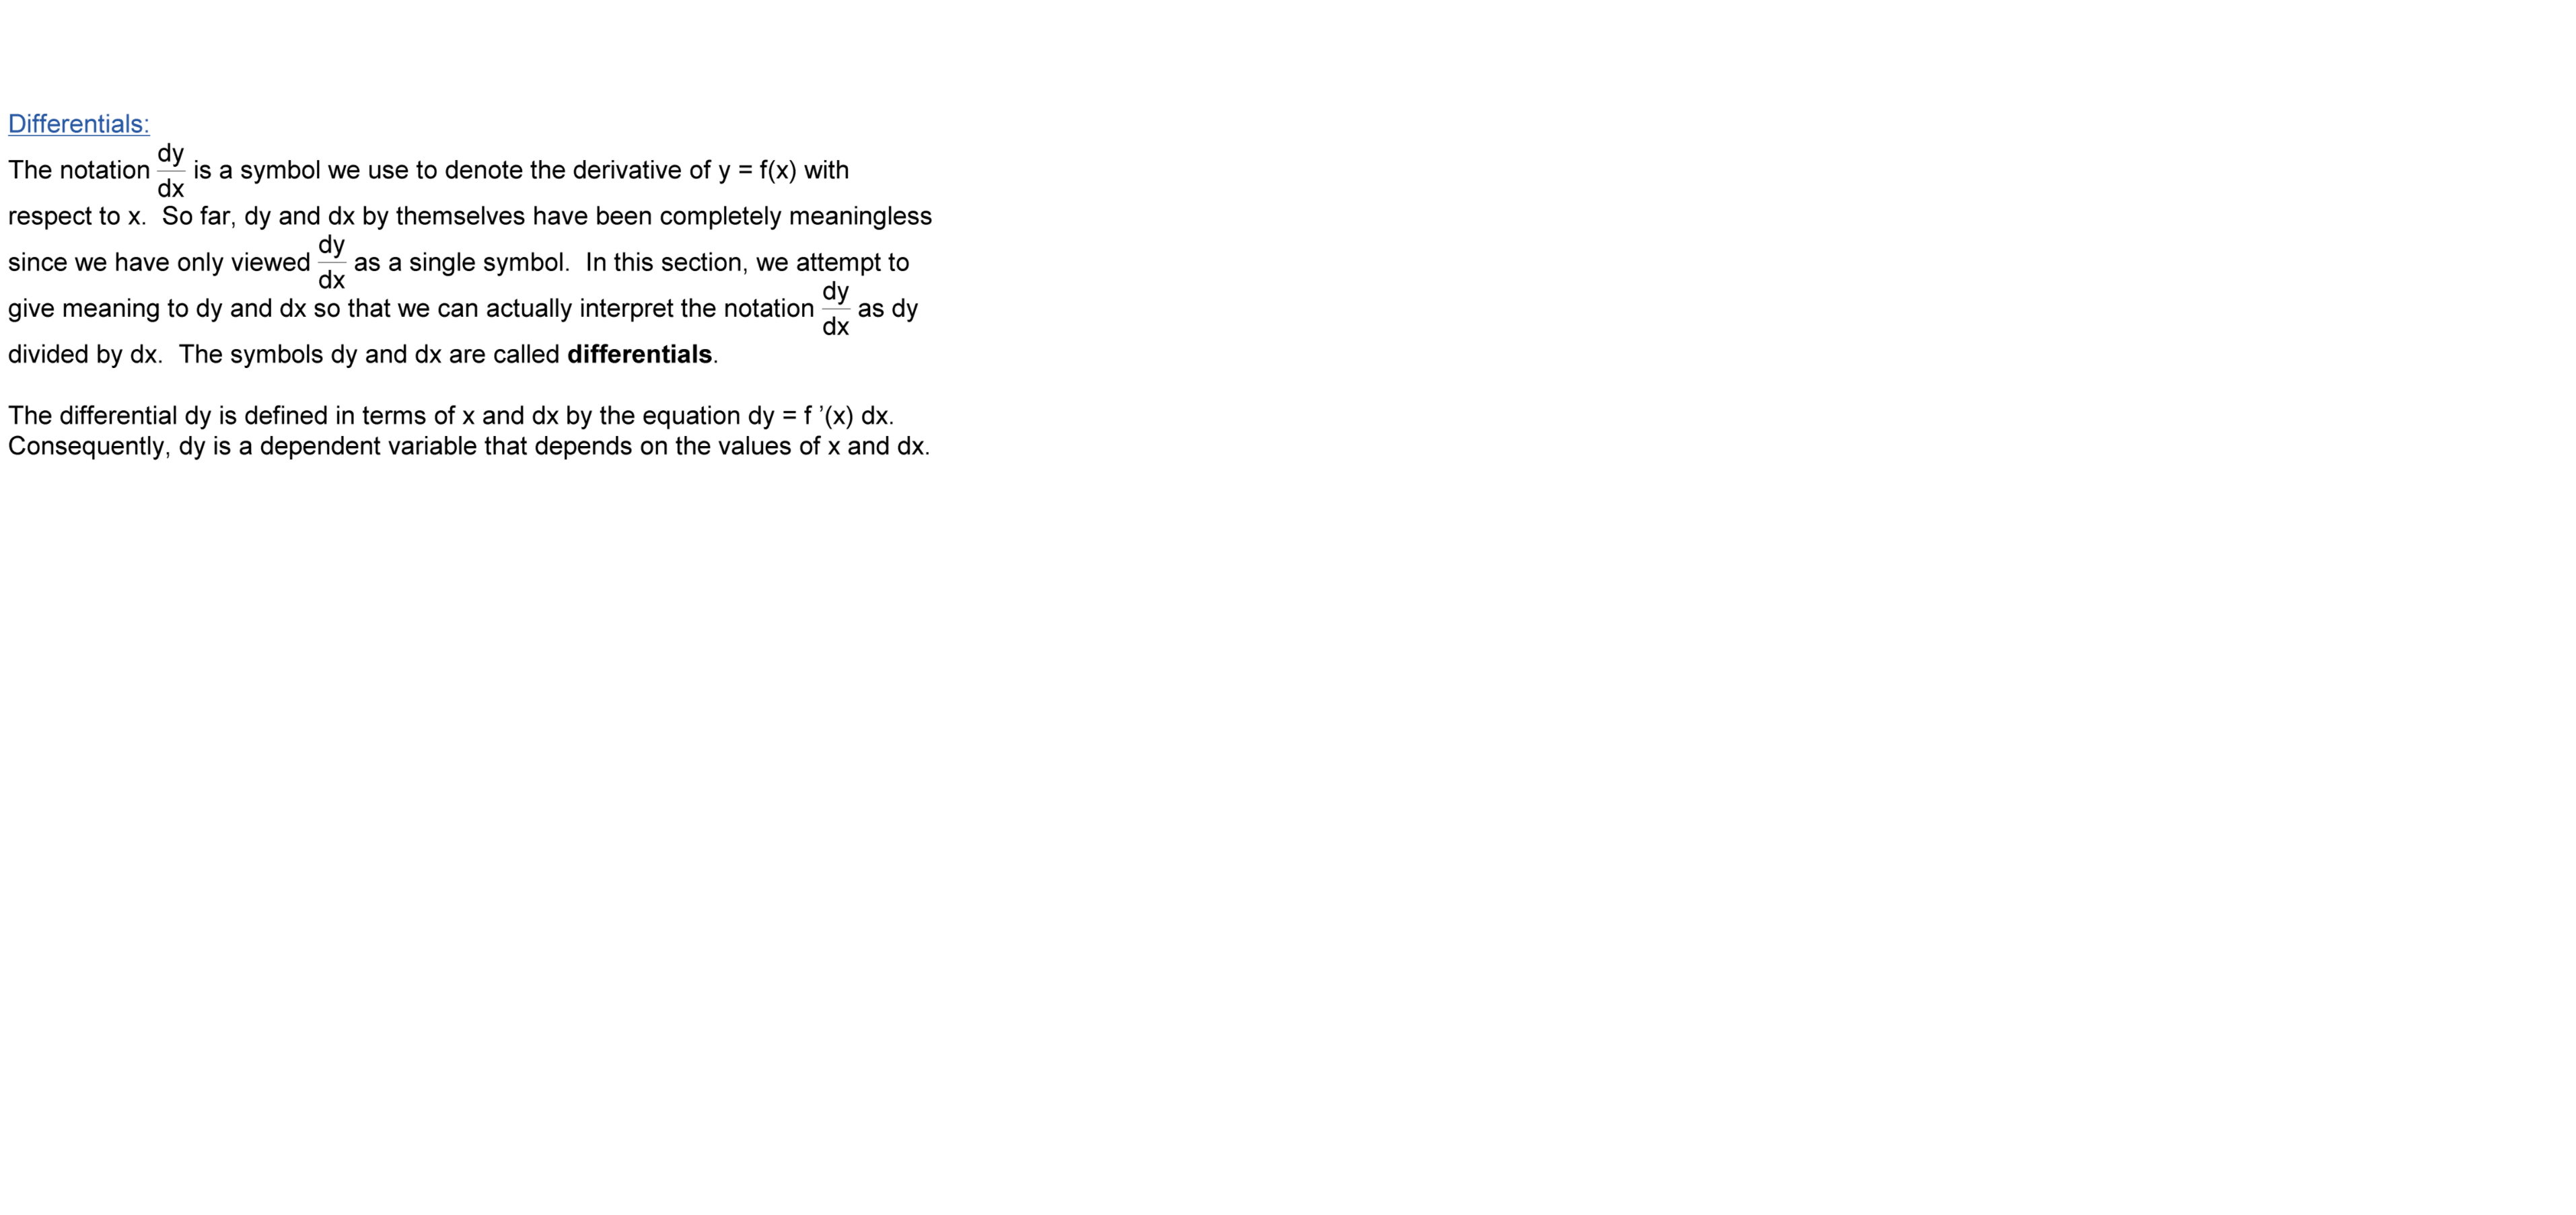 Differentials:
The notation dy/dx is a symbol we use to denote the derivative of y = f(x) with
respect to x.  So far, dy and dx by themselves have been completely meaningless
since we have only viewed dy/dx as a single symbol.  In this section, we attempt to
give meaning to dy and dx so that we can actually interpret the notation dy/dx as dy
divided by dx.  The symbols dy and dx are called differentials.
The differential dy is defined in terms of x and dx by the equation dy = f ’(x) dx.
Consequently, dy is a dependent variable that depends on the values of x and dx.